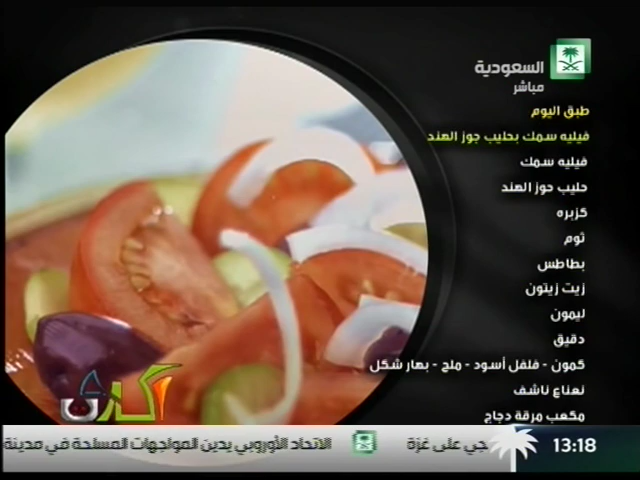 السعودية
مباشر
طبق اليوم
فيليه سمك بحليب جوز الهند
فيليه سمك
حليب جوز الهند
كزبره
ثوم
بطاطس
زيت زيتون
ليمون
دقيق
كمون - فلفل أسود - ملح - بهار شكل
نعناع ناشف
مكعب مرقة دجاج
جي على غزة
الاتحاد الأوروبي يدين المواجهات المسلحة في مدينة
13:18